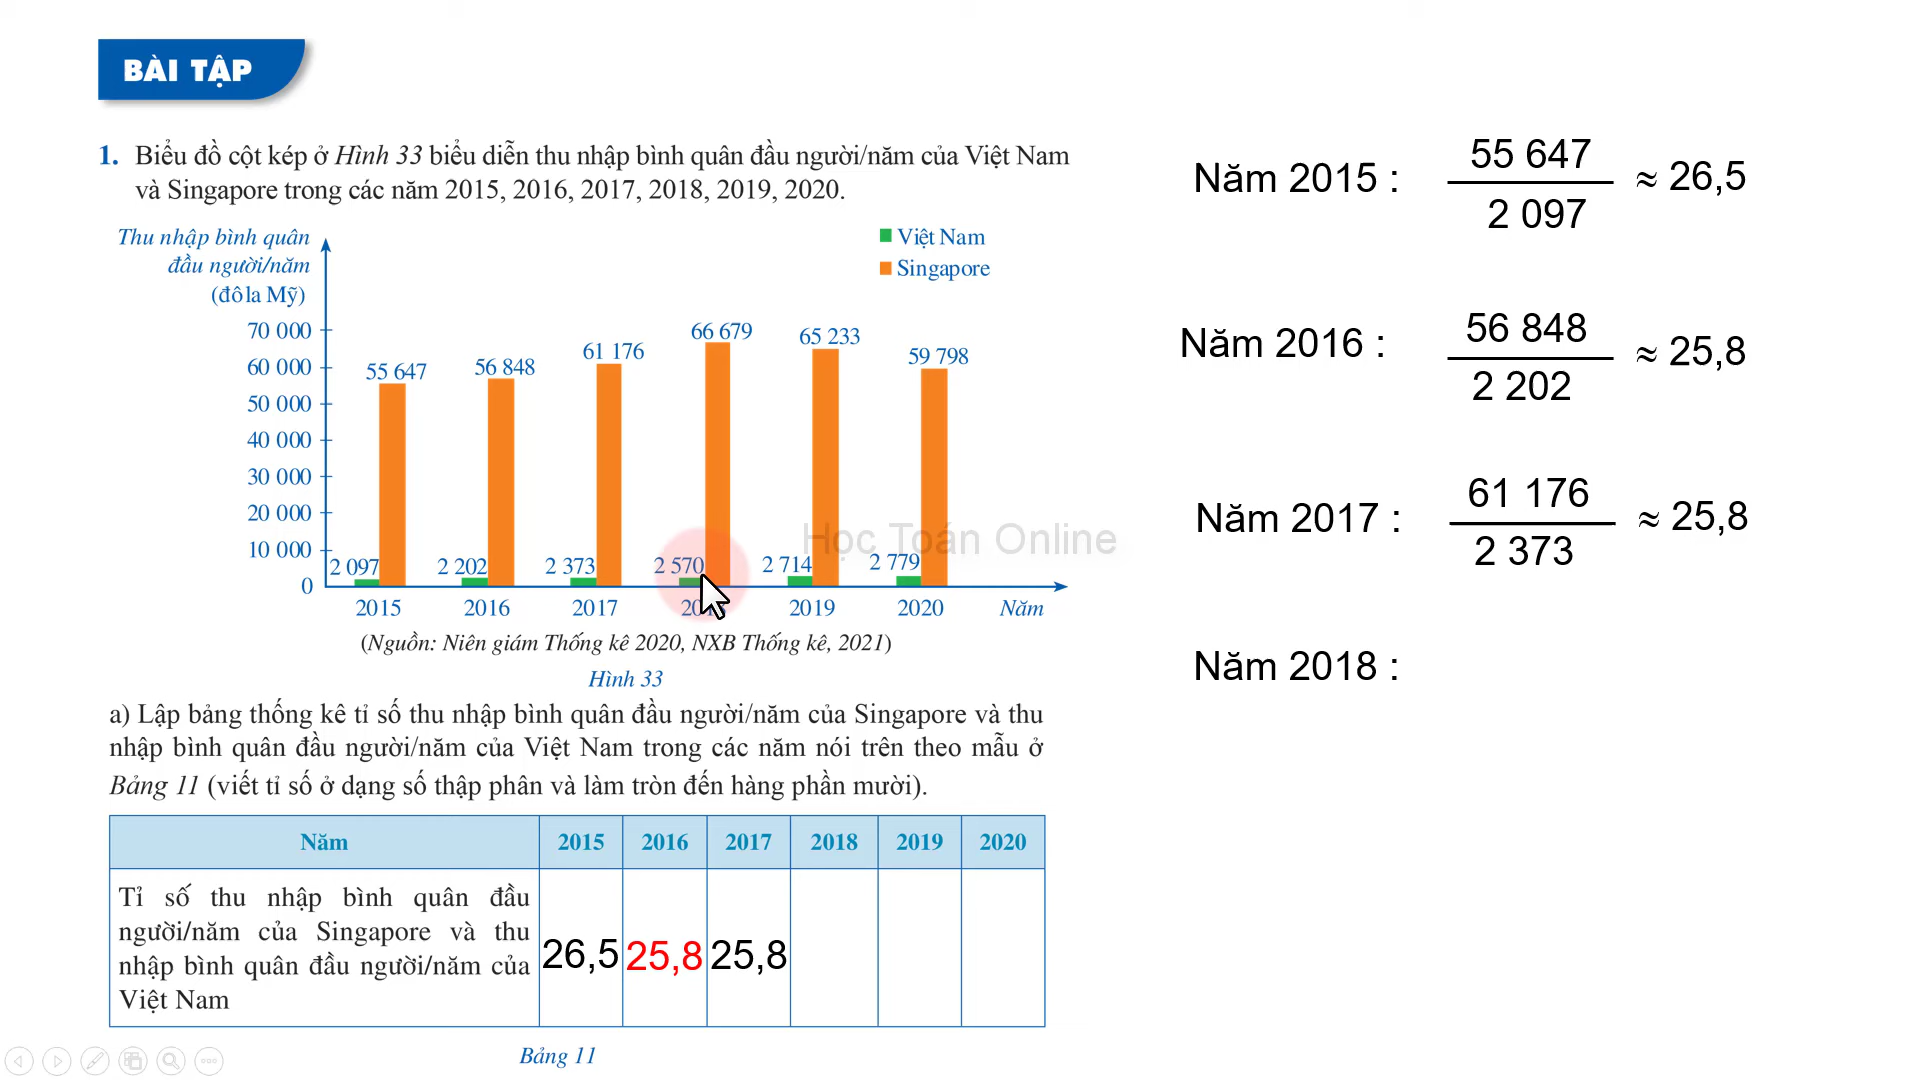 BÀI TẬP
1. Biểu đồ cột kép ở Hình 33 biểu diễn thu nhập bình quân đầu người/năm của Việt Nam
và Singapore trong các năm 2015, 2016, 2017, 2018, 2019, 2020.
Thu nhập bình quân
đầu người/năm
(đô la Mỹ)
Việt Nam
Singapore
70 000
60 000
50 000
40 000
30 000
20 000
10 000
0
55 647
56 848
61 176
66 679
65 233
59 798
2 097
2 202
2 373
2 570
2 714
2 779
2015
2016
2017
2018
2019
2020
Năm
(Nguồn: Niên giám Thống kê 2020, NXB Thống kê, 2021)
Hình 33
Học Toán Online
a) Lập bảng thống kê tỉ số thu nhập bình quân đầu người/năm của Singapore và thu
nhập bình quân đầu người/năm của Việt Nam trong các năm nói trên theo mẫu ở
Bảng 11 (viết tỉ số ở dạng số thập phân và làm tròn đến hàng phần mười).
Năm 2015 2016 2017 2018 2019 2020
Tỉ số thu nhập bình quân đầu
người/năm của Singapore và thu
nhập bình quân đầu người/năm của
Việt Nam
26,5 25,8 25,8
Bảng 11
Năm 2015 :
55 647
2 097
≈ 26,5
Năm 2016 :
56 848
2 202
≈ 25,8
Năm 2017 :
61 176
2 373
≈ 25,8
Năm 2018 :